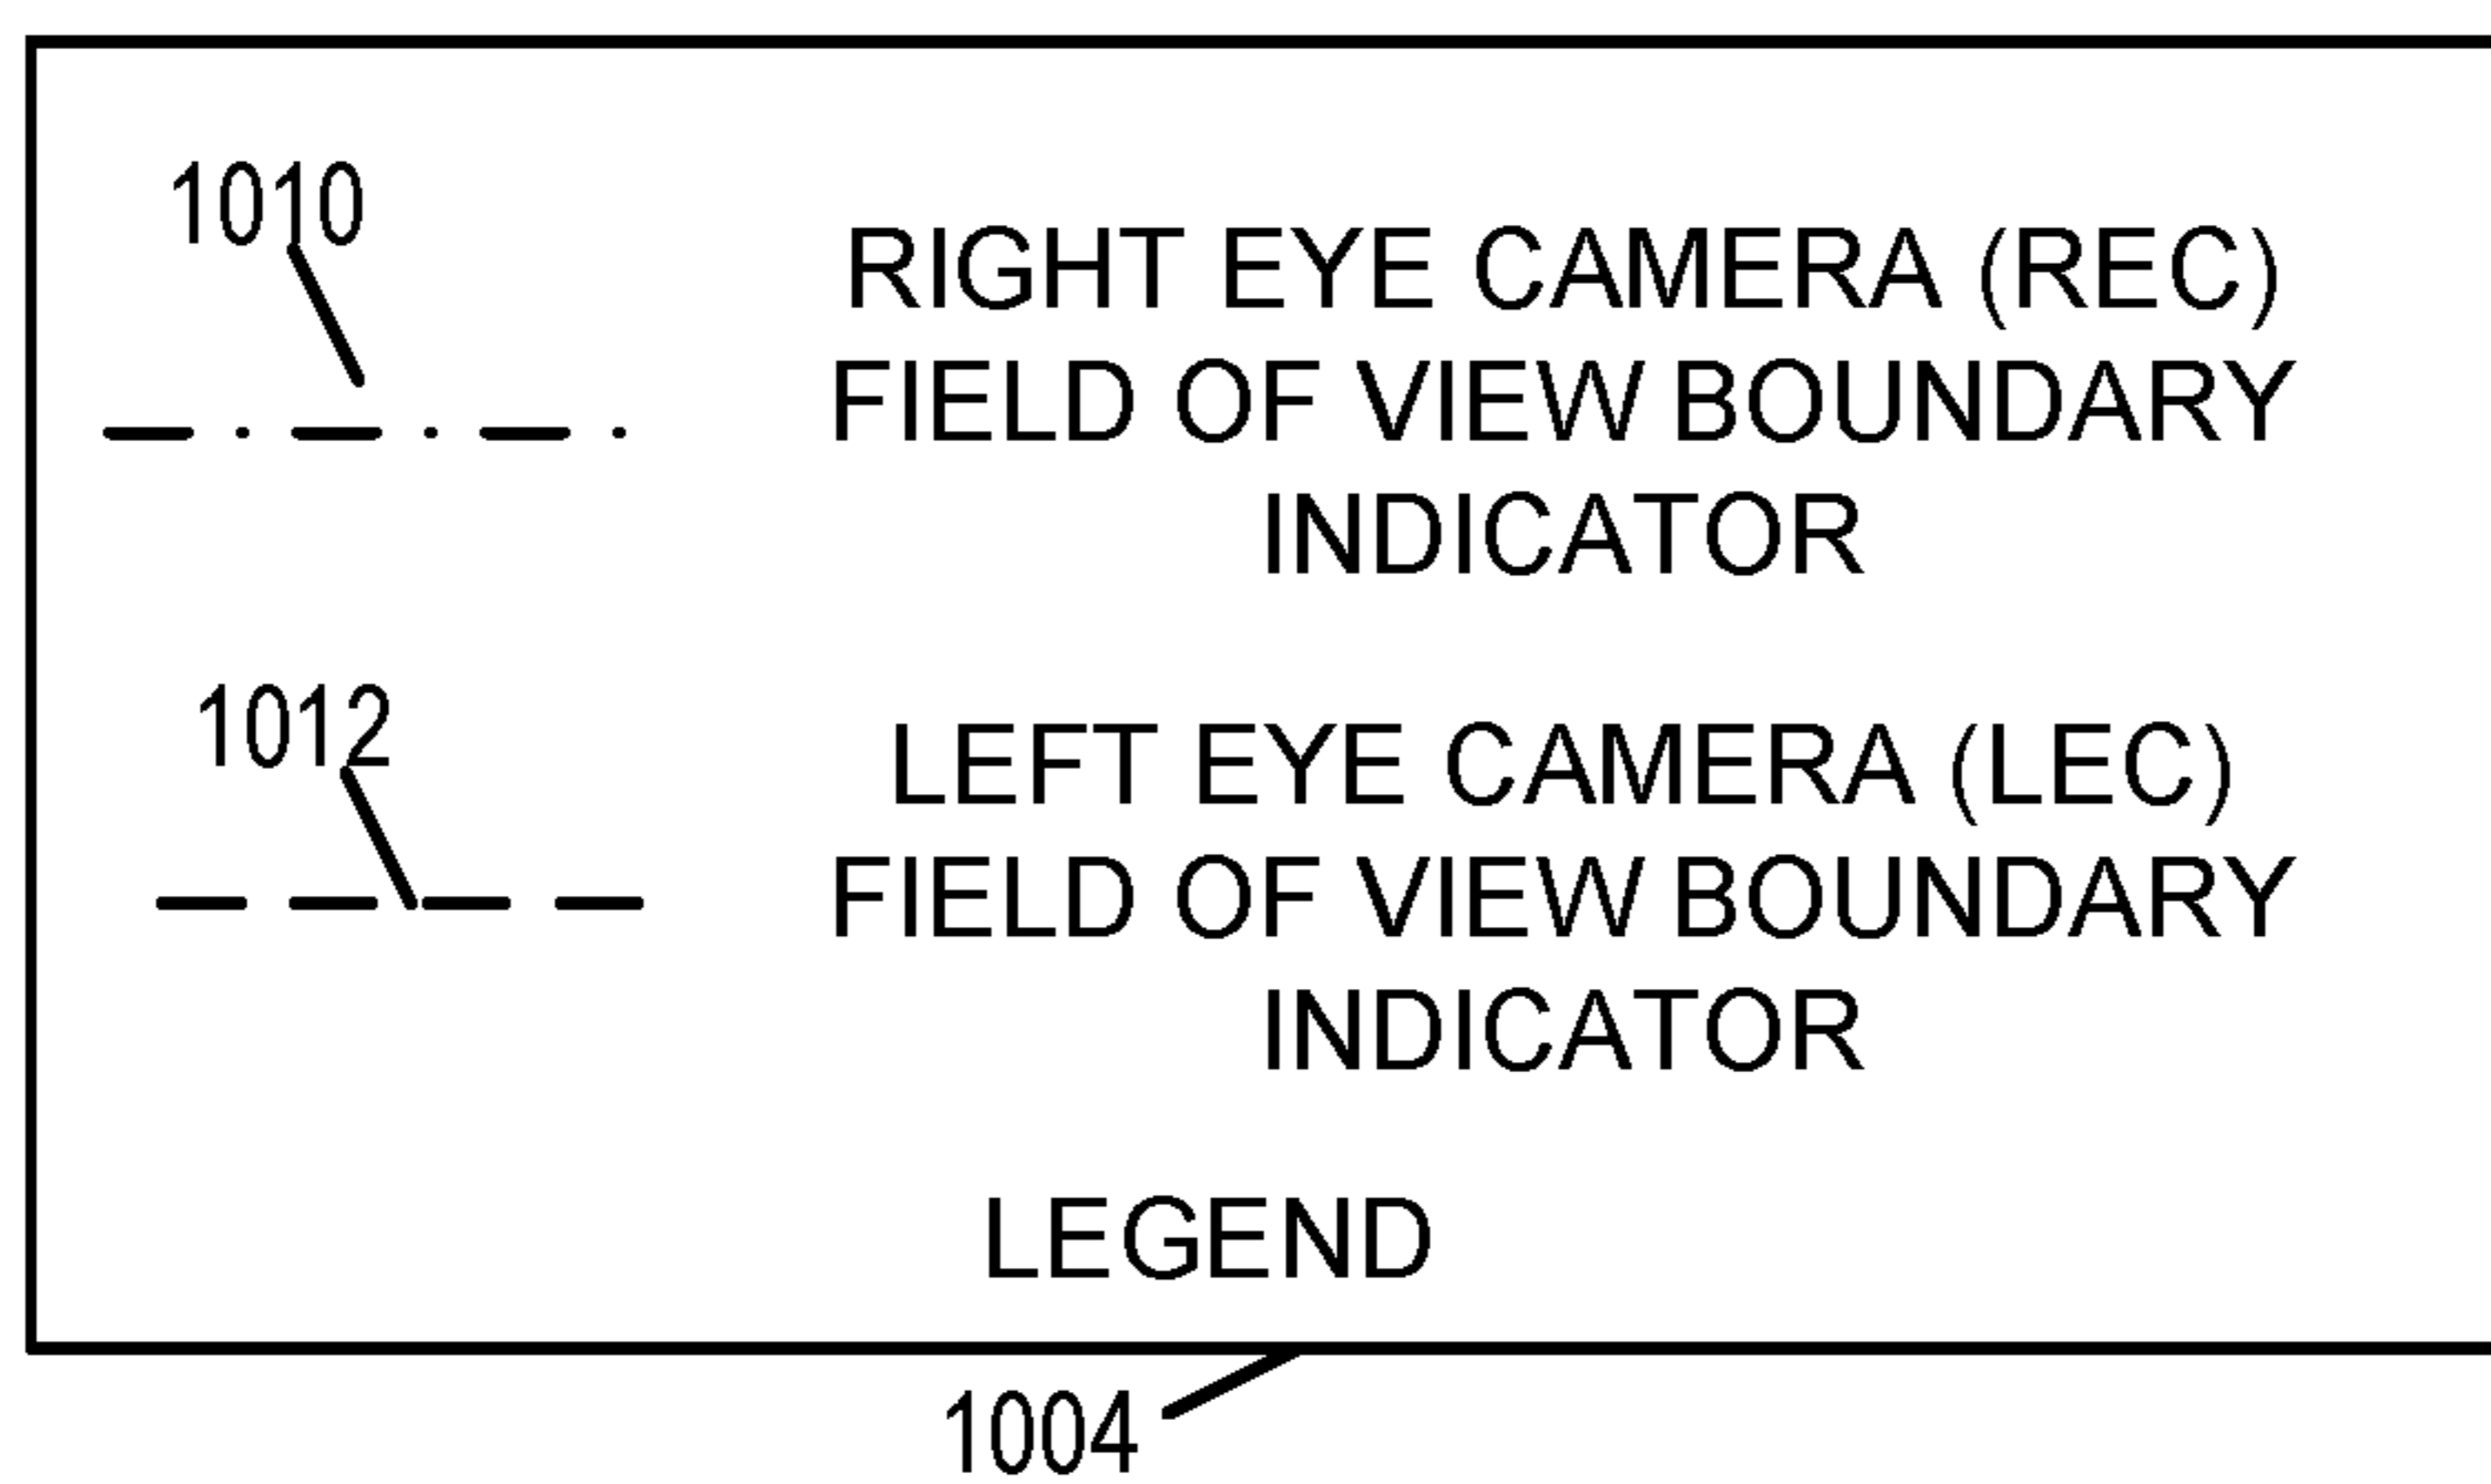 1010
RIGHT EYE CAMERA (REC)
FIELD OF VIEW BOUNDARY
INDICATOR
1012
LEFT EYE CAMERA (LEC)
FIELD OF VIEW BOUNDARY
INDICATOR
LEGEND
1004